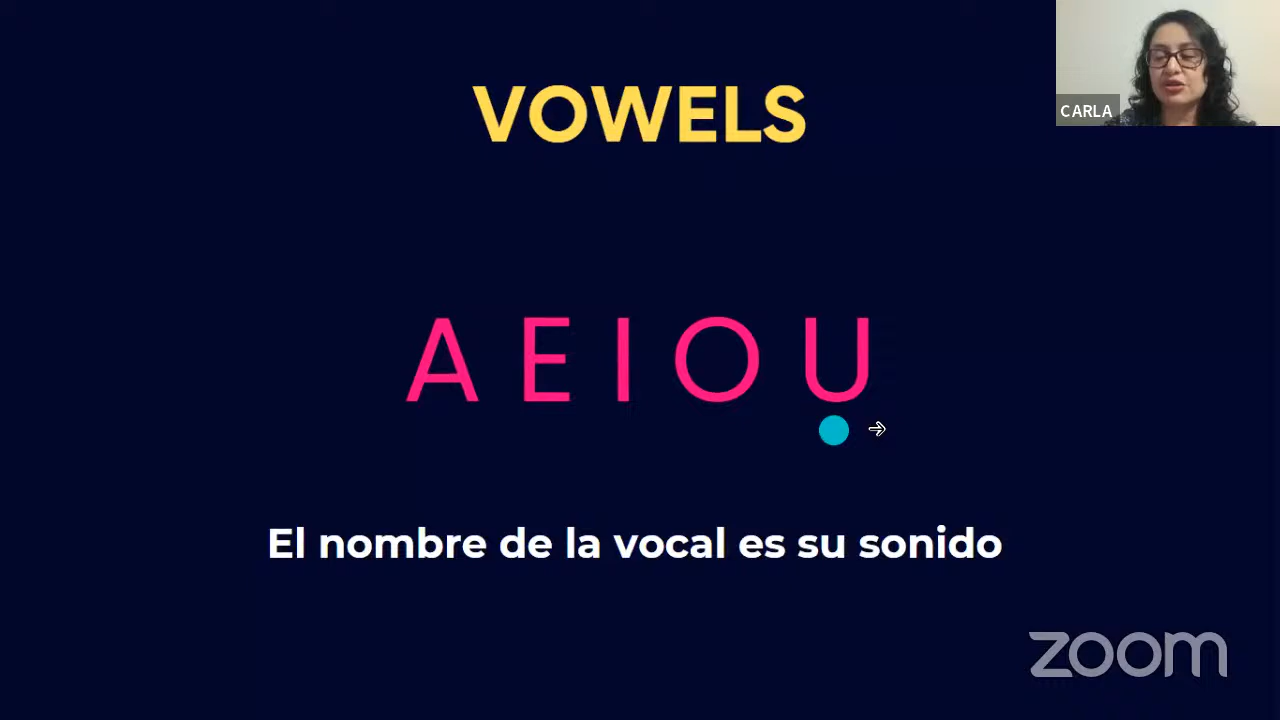 VOWELS
CARLA
A E I O U
El nombre de la vocal es su sonido
zoom